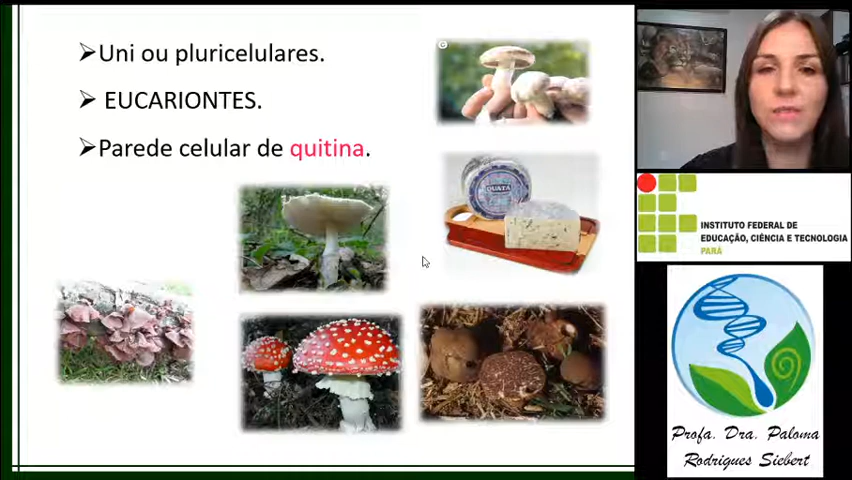 ➢Uni ou pluricelulares.
➢ EUCARIONTES.
➢Parede celular de quitina.
QUATÁ
INSTITUTO FEDERAL DE
EDUCAÇÃO, CIÊNCIA E TECNOLOGIA
PARÁ
Profa. Dra. Paloma
Rodrigues Siebert